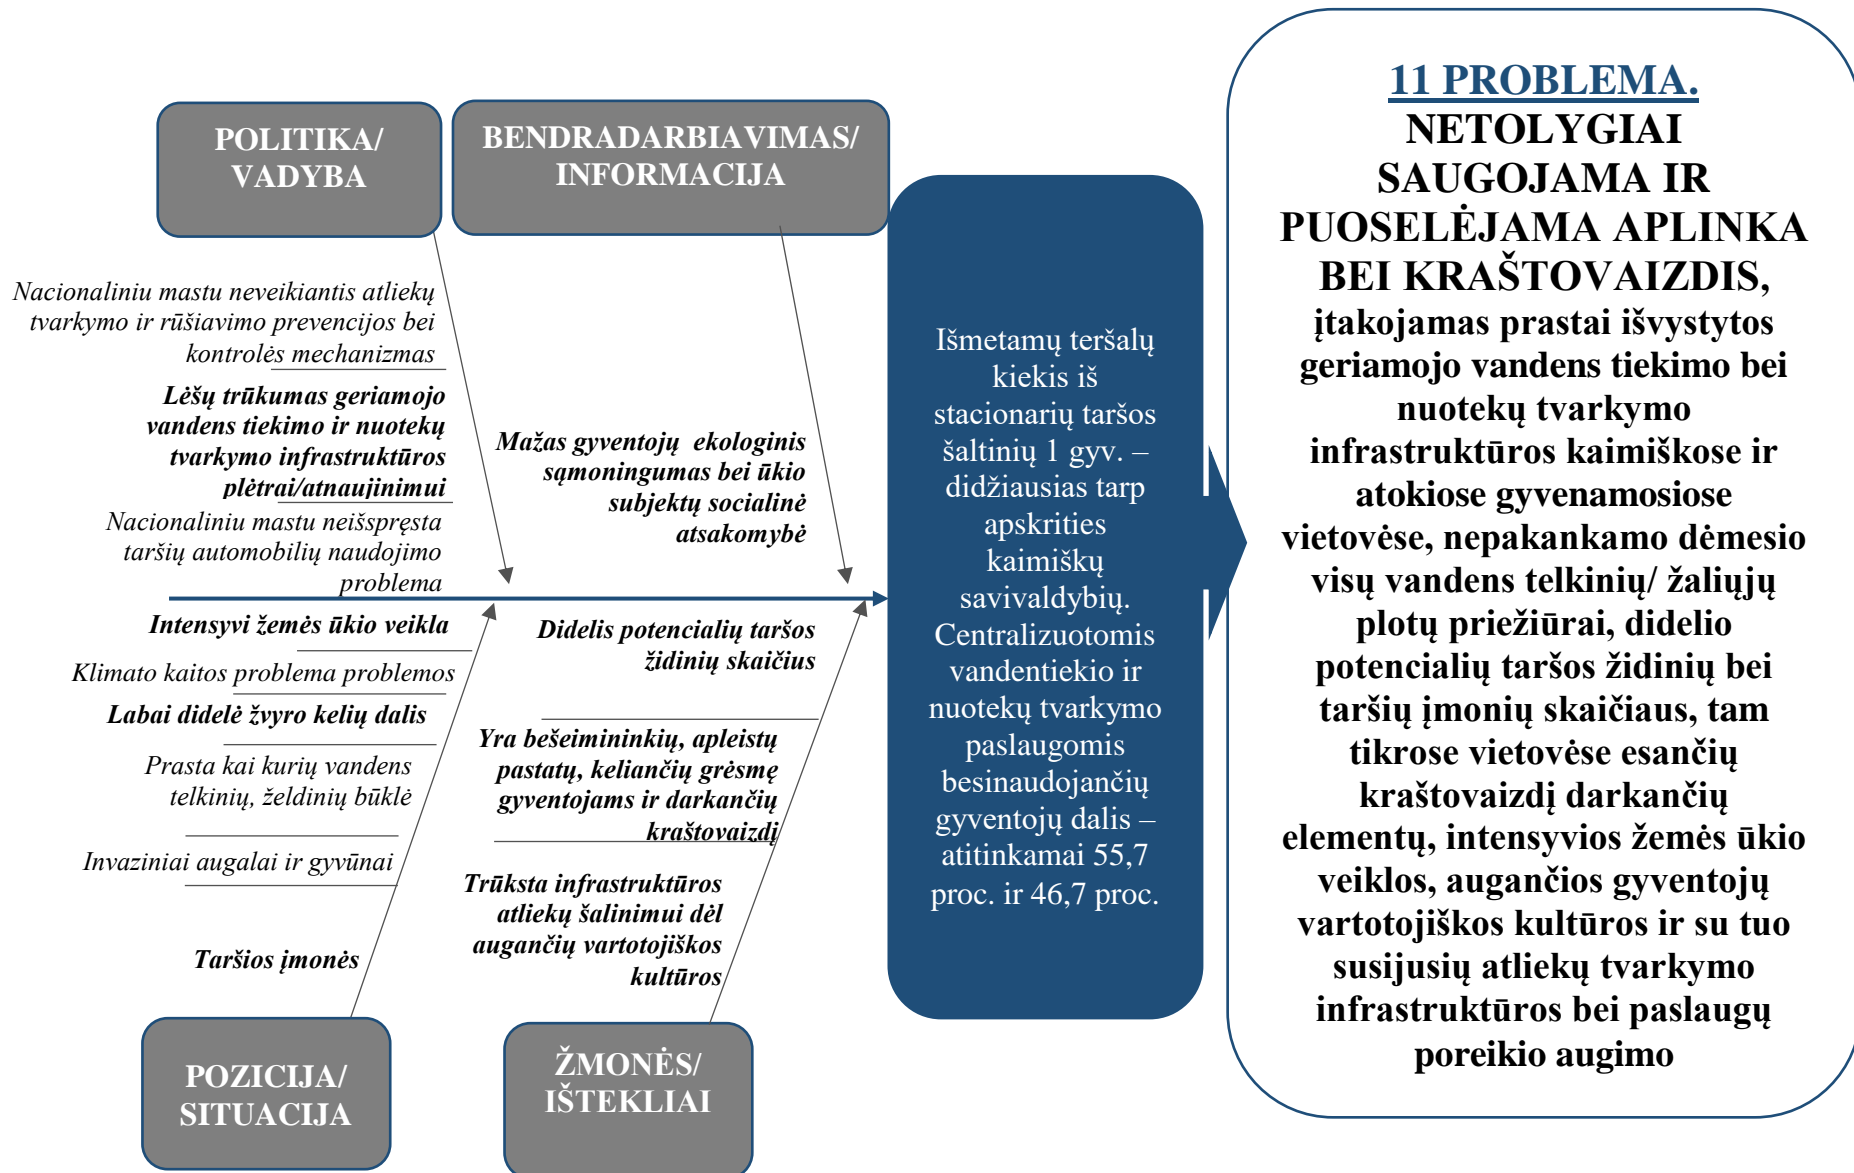 POLITIKA/
VADYBA
BENDRADARBIAVIMAS/
INFORMACIJA
Nacionaliniu mastu neveikiantis atliekų
tvarkymo ir rūšiavimo prevencijos bei
kontrolės mechanizmas
Lėšų trūkumas geriamojo
vandens tiekimo ir nuotekų
tvarkymo infrastruktūros
plėtrai/atnaujinimui
Nacionaliniu mastu neišspręsta
taršių automobilių naudojimo
problema
Mažas gyventojų  ekologinis
sąmoningumas bei ūkio
subjektų socialinė
atsakomybė
Intensyvi žemės ūkio veikla
Klimato kaitos problema problemos
Labai didelė žvyro kelių dalis
Prasta kai kurių vandens
telkinių, želdinių būklė
Invaziniai augalai ir gyvūnai
Taršios įmonės
Didelis potencialių taršos
židinių skaičius
Yra bešeimininkių, apleistų
pastatų, keliančių grėsmę
gyventojams ir darkančių
kraštovaizdį
Trūksta infrastruktūros
atliekų šalinimui dėl
augančių vartotojiškos
kultūros
POZICIJA/
SITUACIJA
ŽMONĖS/
IŠTEKLIAI
Išmetamų teršalų
kiekis iš
stacionarių taršos
šaltinių 1 gyv. –
didžiausias tarp
apskrities
kaimiškų
savivaldybių.
Centralizuotomis
vandentiekio ir
nuotekų tvarkymo
paslaugomis
besinaudojančių
gyventojų dalis –
atitinkamai 55,7
proc. ir 46,7 proc.
11 PROBLEMA.
NETOLYGIAI
SAUGOJAMA IR
PUOSELĖJAMA APLINKA
BEI KRAŠTOVAIZDIS,
įtakojamas prastai išvystytos
geriamojo vandens tiekimo bei
nuotekų tvarkymo
infrastruktūros kaimiškose ir
atokiose gyvenamosiose
vietovėse, nepakankamo dėmesio
visų vandens telkinių/ žaliųjų
plotų priežiūrai, didelio
potencialių taršos židinių bei
taršių įmonių skaičiaus, tam
tikrose vietovėse esančių
kraštovaizdį darkančių
elementų, intensyvios žemės ūkio
veiklos, augančios gyventojų
vartotojiškos kultūros ir su tuo
susijusių atliekų tvarkymo
infrastruktūros bei paslaugų
poreikio augimo